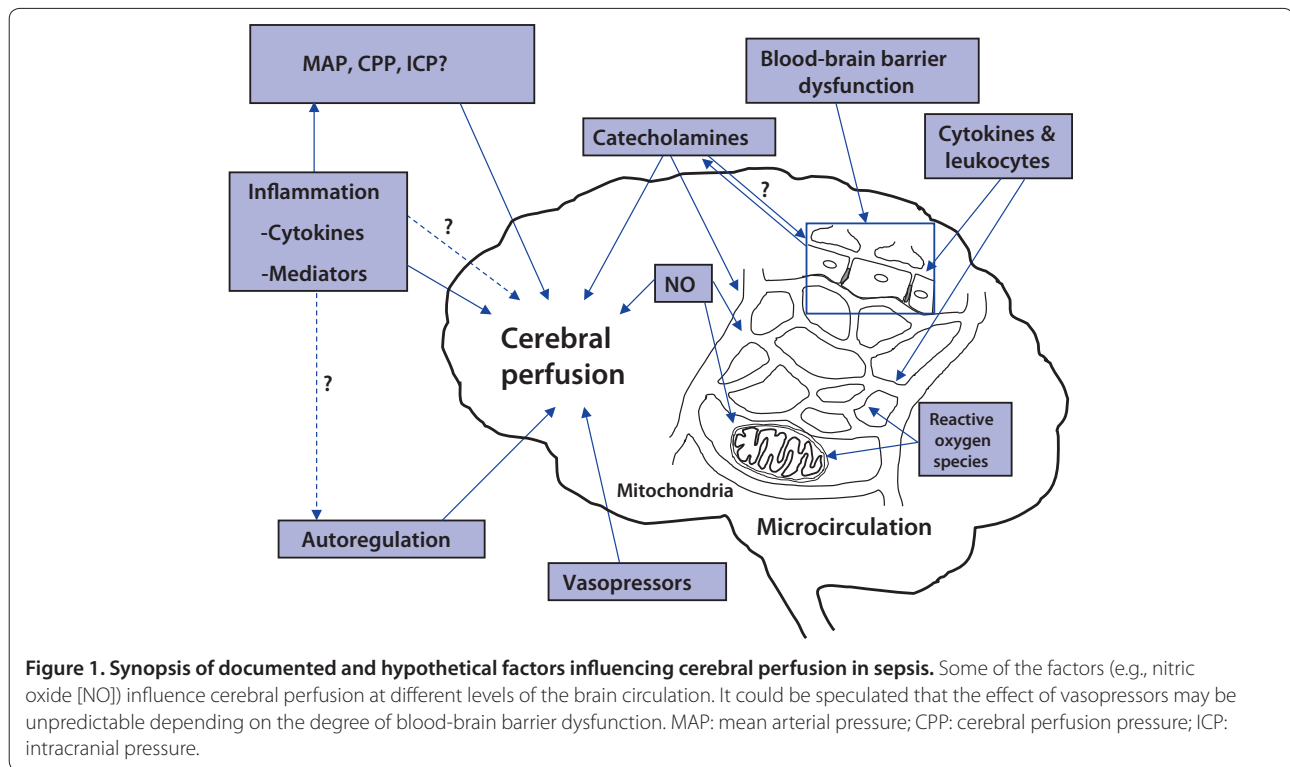 MAP, CPP, ICP?
Blood-brain barrier
dysfunction
Catecholamines
Cytokines &
leukocytes
?
Inflammation
-Cytokines
-Mediators
?
NO
Cerebral
perfusion
?
Reactive
oxygen
species
Mitochondria
Microcirculation
Autoregulation
Vasopressors
Figure 1. Synopsis of documented and hypothetical factors influencing cerebral perfusion in sepsis. Some of the factors (e.g., nitric
oxide [NO]) influence cerebral perfusion at different levels of the brain circulation. It could be speculated that the effect of vasopressors may be
unpredictable depending on the degree of blood-brain barrier dysfunction. MAP: mean arterial pressure; CPP: cerebral perfusion pressure; ICP:
intracranial pressure.